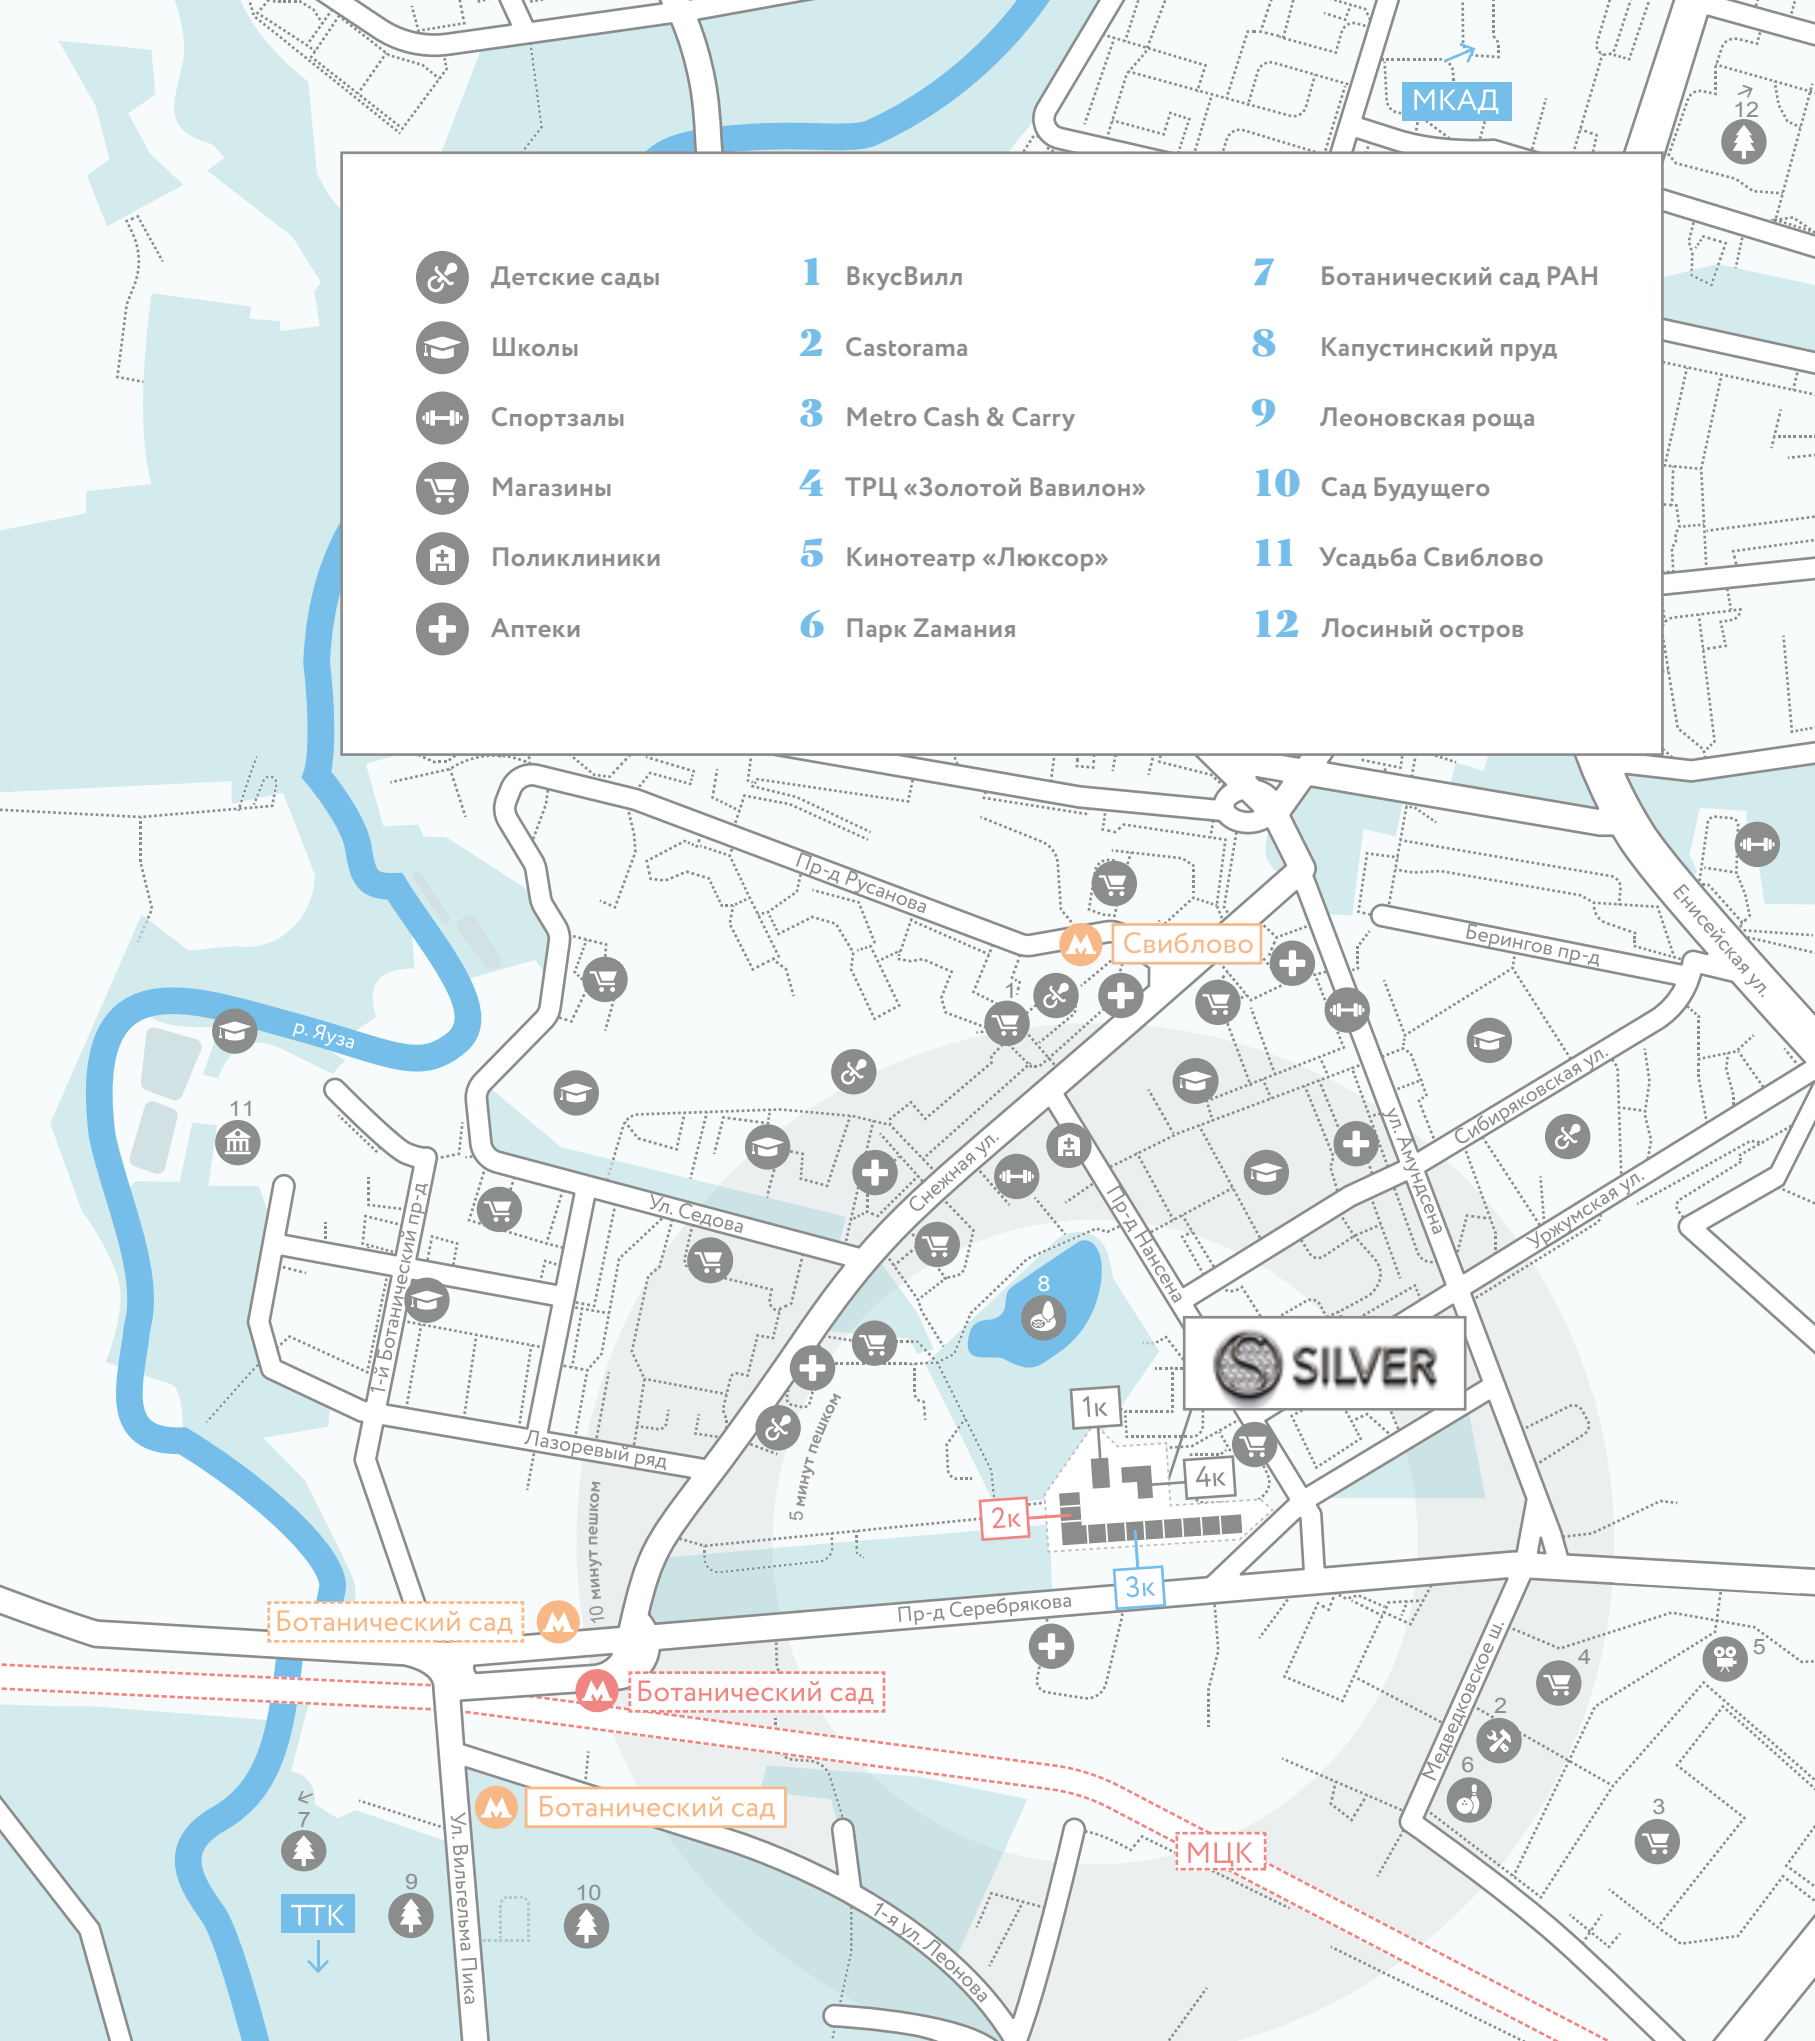 МКАД
12
Детские сады
Школы
Спортзалы
Магазины
Поликлиники
Аптеки
1 ВкусВилл
2 Castorama
3 Metro Cash & Carry
4 ТРЦ «Золотой Вавилон»
5 Кинотеатр «Люксор»
6 Парк Zамания
7 Ботанический сад РАН
8 Капустинский пруд
9 Леоновская роща
10 Сад Будущего
11 Усадьба Свиблово
12 Лосиный остров
Пр-д Русанова
Енисейская ул.
Свиблово
Берингов пр-д
1
р. Яуза
11
Сибиряковская ул.
Ул. Амундсена
Снежная ул.
1-й Ботанический пр-д
Ул. Седова
Пр-д Нансена
Уржумская ул.
8
SILVER
1к
5 минут пешком
Лазоревый ряд
4к
2к
10 минут пешком
3к
Пр-д Серебрякова
Ботанический сад
Ботанический сад
Медведковское ш.
5
4
2
6
3
Ботанический сад
7
МЦК
Ул. Вильгельма Пика
9
10
ТТК
1-я ул. Леонова